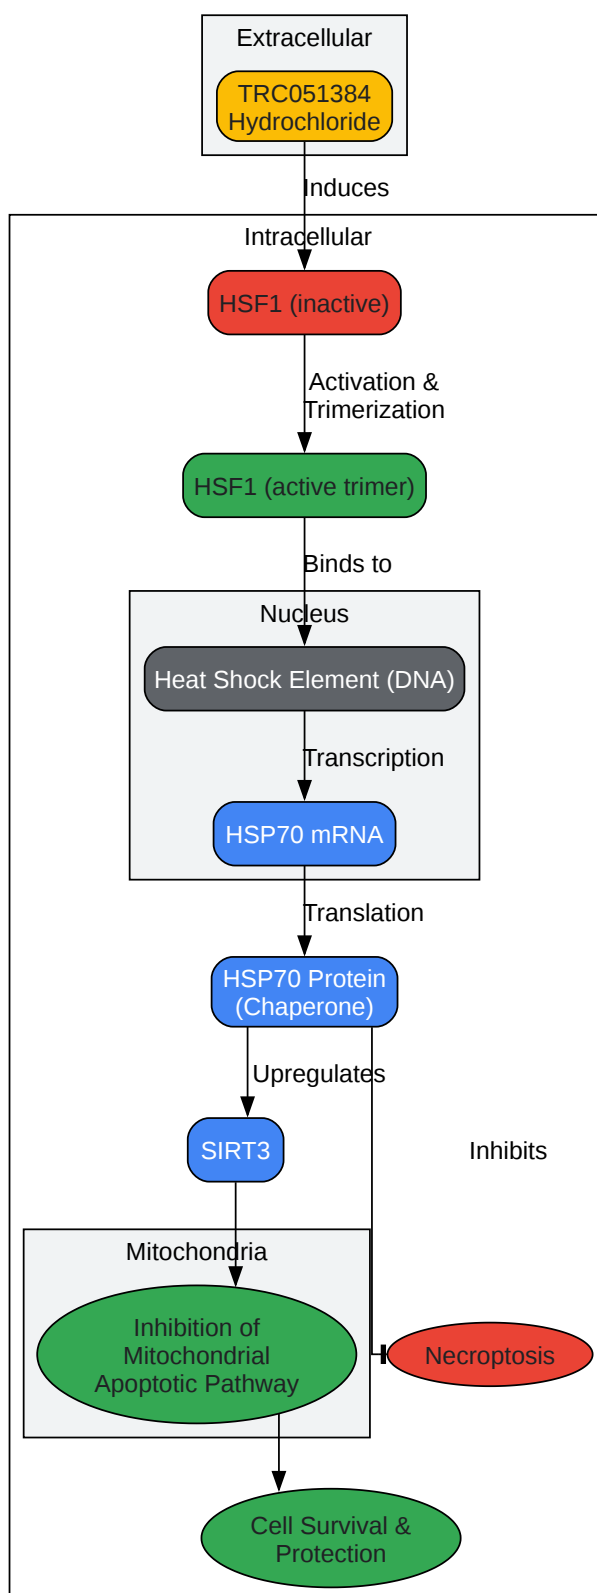 Extracellular
TRC051384
Hydrochloride
Induces
Intracellular
HSF1 (inactive)
Activation &
Trimerization
HSF1 (active trimer)
Binds to
Nucleus
Heat Shock Element (DNA)
Transcription
HSP70 mRNA
Translation
HSP70 Protein
(Chaperone)
Upregulates
SIRT3
Inhibits
Mitochondria
Inhibition of
Mitochondrial
Apoptotic Pathway
Necroptosis
Cell Survival &
Protection